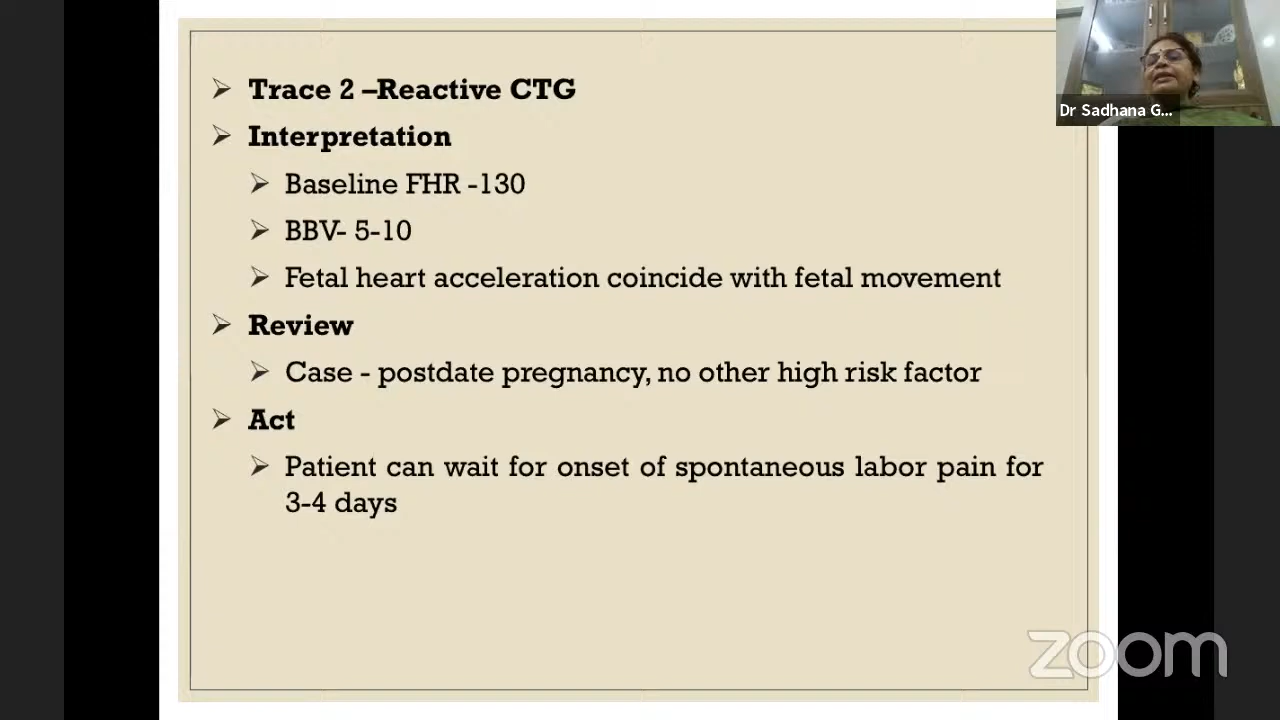 Trace 2 –Reactive CTG
Interpretation
Baseline FHR -130
BBV- 5-10
Fetal heart acceleration coincide with fetal movement
Review
Case - postdate pregnancy, no other high risk factor
Act
Patient can wait for onset of spontaneous labor pain for
3-4 days
Dr Sadhana G...
zoom